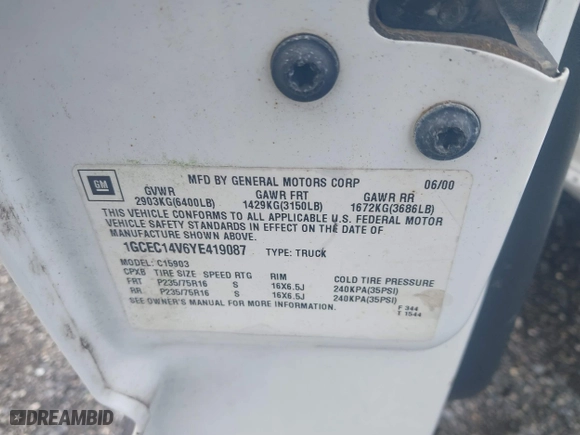 GM
MFD BY GENERAL MOTORS CORP 06/00
GVWR GAWR FRT GAWR RR
2903KG(6400LB) 1429KG(3150LB) 1672KG(3686LB)
THIS VEHICLE CONFORMS TO ALL APPLICABLE U.S. FEDERAL MOTOR
VEHICLE SAFETY STANDARDS IN EFFECT ON THE DATE OF
MANUFACTURE SHOWN ABOVE.
1GCEC14V6YE419087 TYPE: TRUCK
MODEL: C15903
CPXB TIRE SIZE SPEED RTG RIM COLD TIRE PRESSURE
FRT P235/75R16 S 16X6.5J 240KPA(35PSI)
RR P235/75R16 S 16X6.5J 240KPA(35PSI)
SEE OWNER'S MANUAL FOR MORE INFORMATION.
F 344
T 1544
DREAMBID